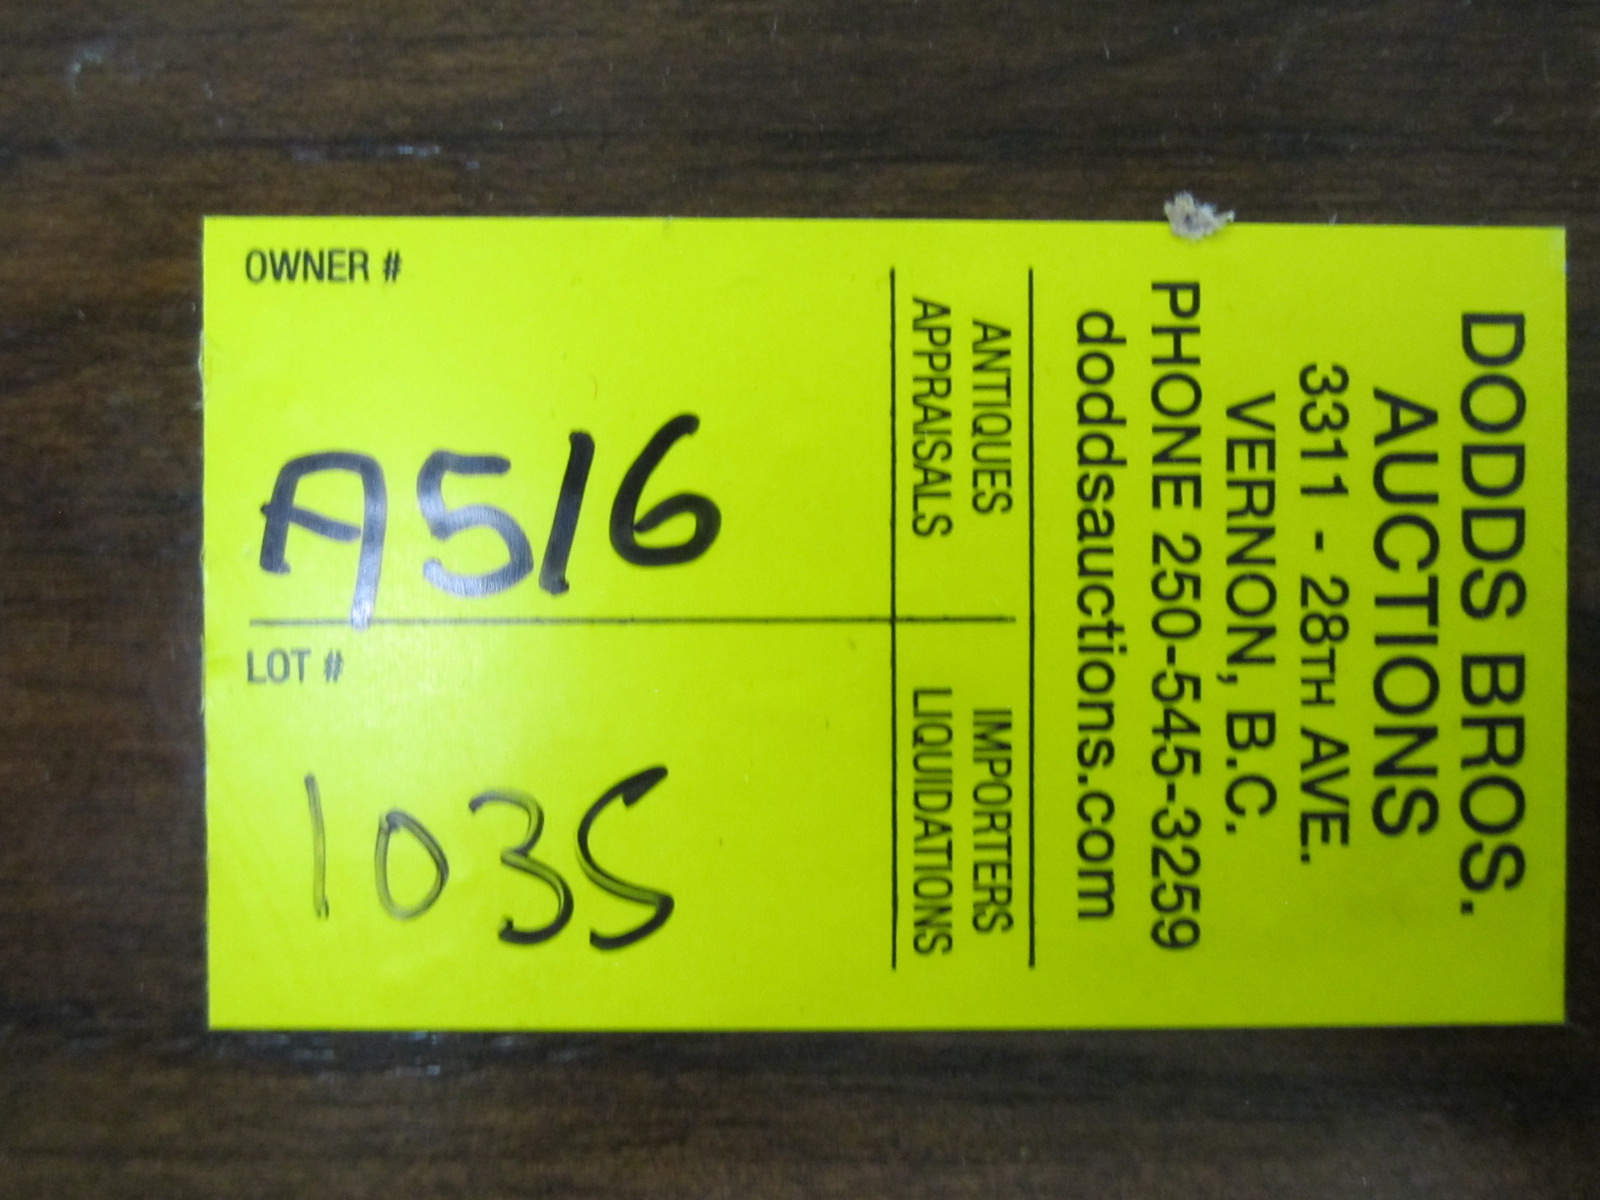 DODDS BROS.
AUCTIONS
3311 - 28TH AVE.
VERNON, B.C.
PHONE 250-545-3259
doddsauctions.com
ANTIQUES
APPRAISALS
IMPORTERS
LIQUIDATIONS
OWNER #
A516
LOT #
1035